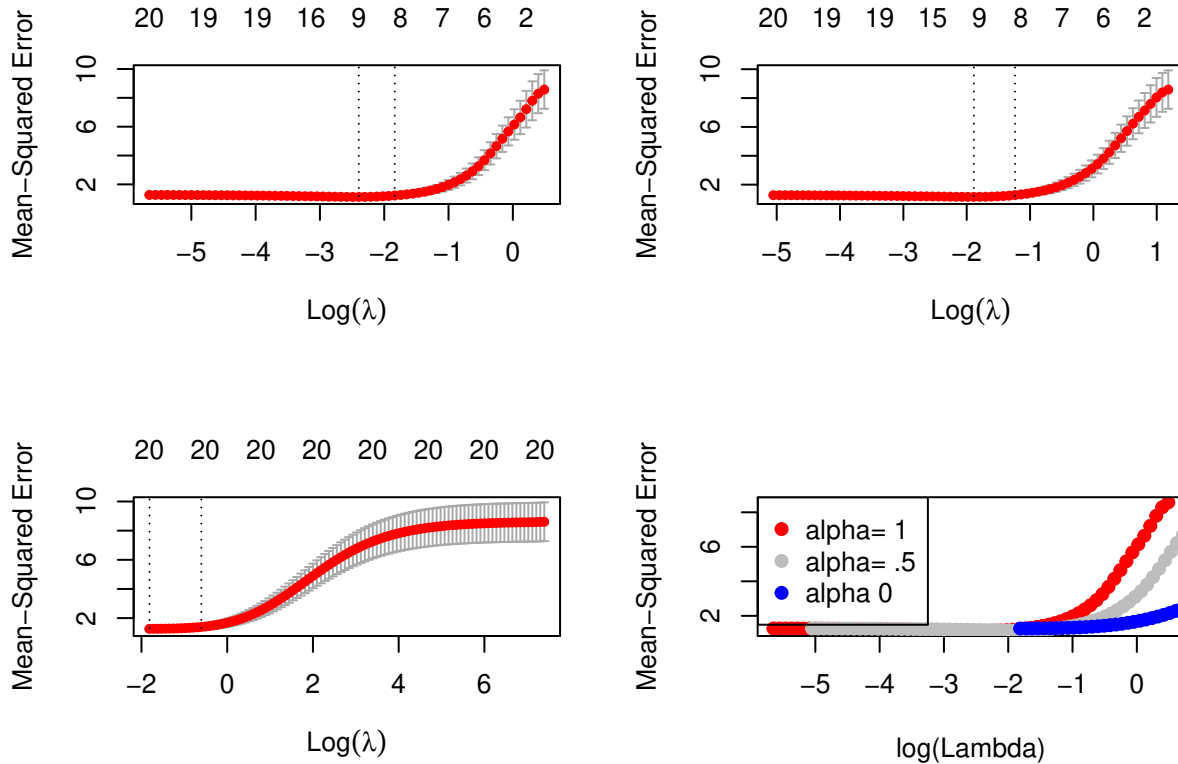 20 19 19 16 9 8 7 6 2
Mean−Squared Error
2 6 10
−5 −4 −3 −2 −1 0
Log(λ)
20 19 19 15 9 8 7 6 2
Mean−Squared Error
2 6 10
−5 −4 −3 −2 −1 0 1
Log(λ)
20 20 20 20 20 20 20 20
Mean−Squared Error
2 6 10
−2 0 2 4 6
Log(λ)
Mean−Squared Error
2 6
alpha= 1
alpha= .5
alpha 0
−5 −4 −3 −2 −1 0
log(Lambda)